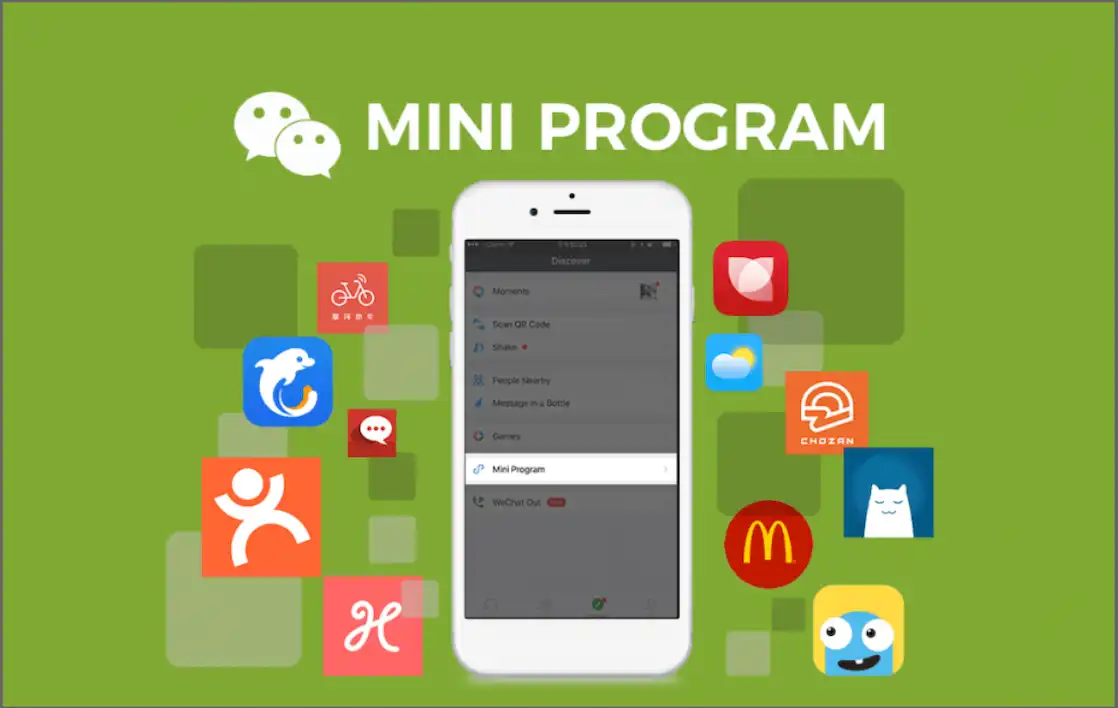 MINI PROGRAM
Discover
Moments
Scan QR Code
Shake
People Nearby
Message in a Bottle
Games
Mini Program
WeChat Out
CHOZAN